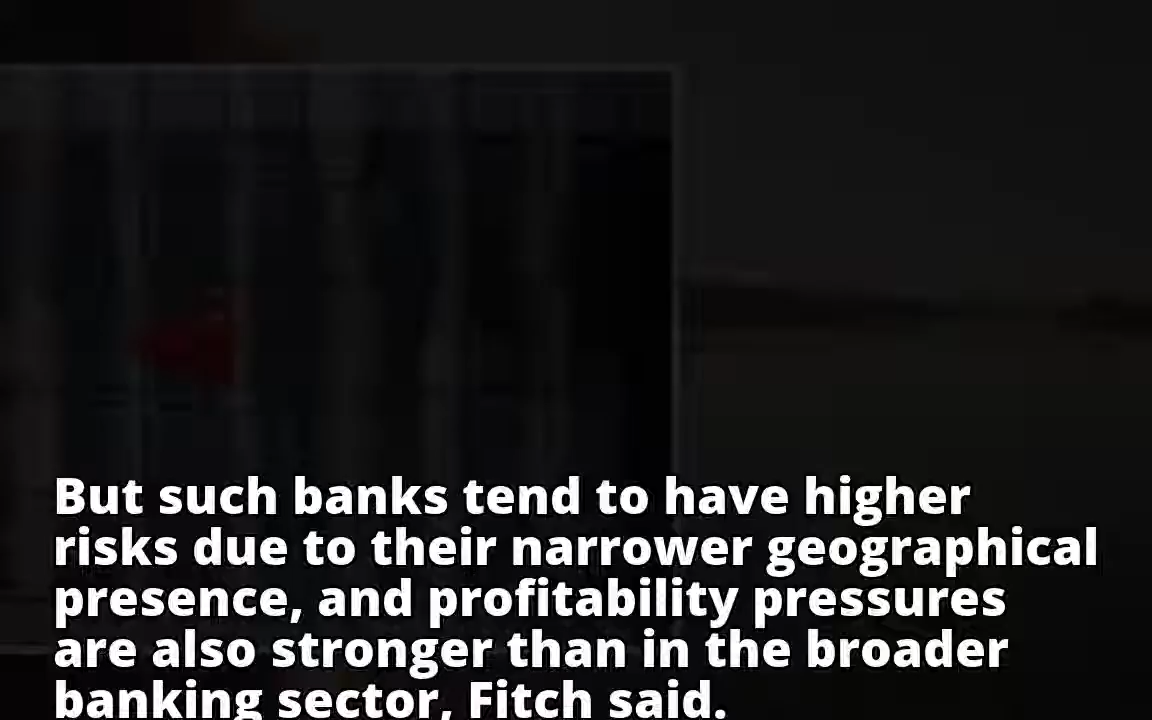 But such banks tend to have higher
risks due to their narrower geographical
presence, and profitability pressures
are also stronger than in the broader
banking sector, Fitch said.